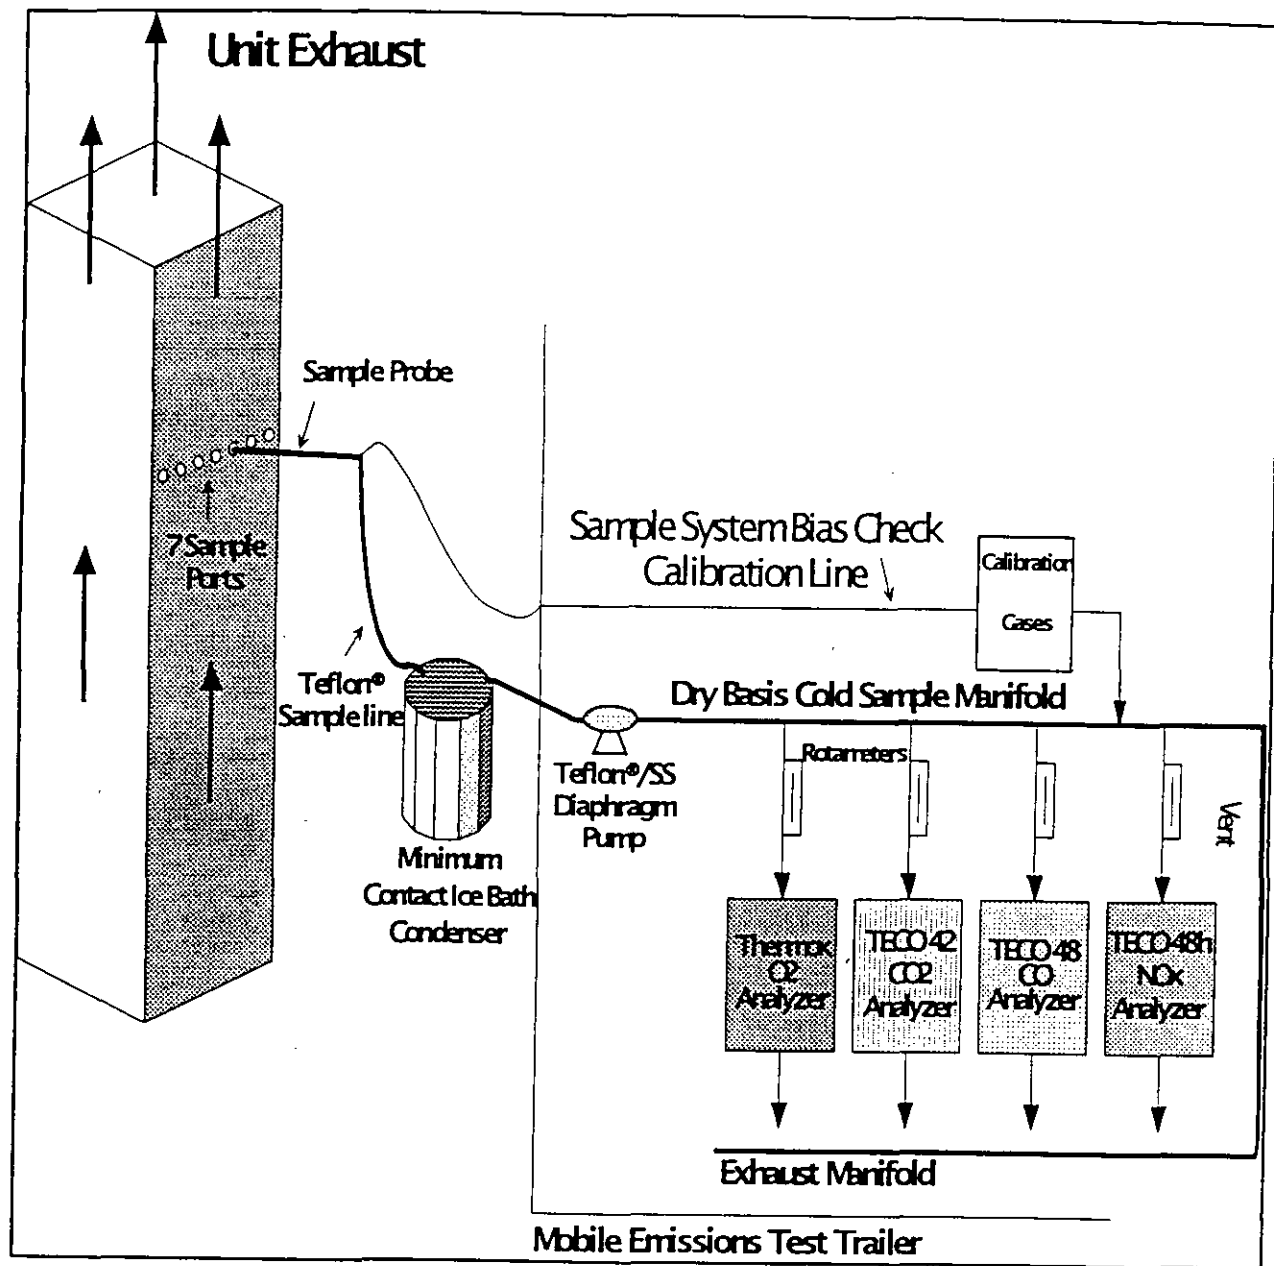 Unit Exhaust
Sample Probe
7 Sample
Ports
Sample System Bias Check
Calibration Line
Calibration
Gases
Teflon®
Sample line
Dry Basis Cold Sample Manifold
Rotameters
Teflon®/SS
Diaphragm
Pump
Vent
Minimum
Contact Ice Bath
Condenser
Thermox
O2
Analyzer
TECO 42
CO2
Analyzer
TECO 48
CO
Analyzer
TECO 48h
NOx
Analyzer
Exhaust Manifold
Mobile Emissions Test Trailer